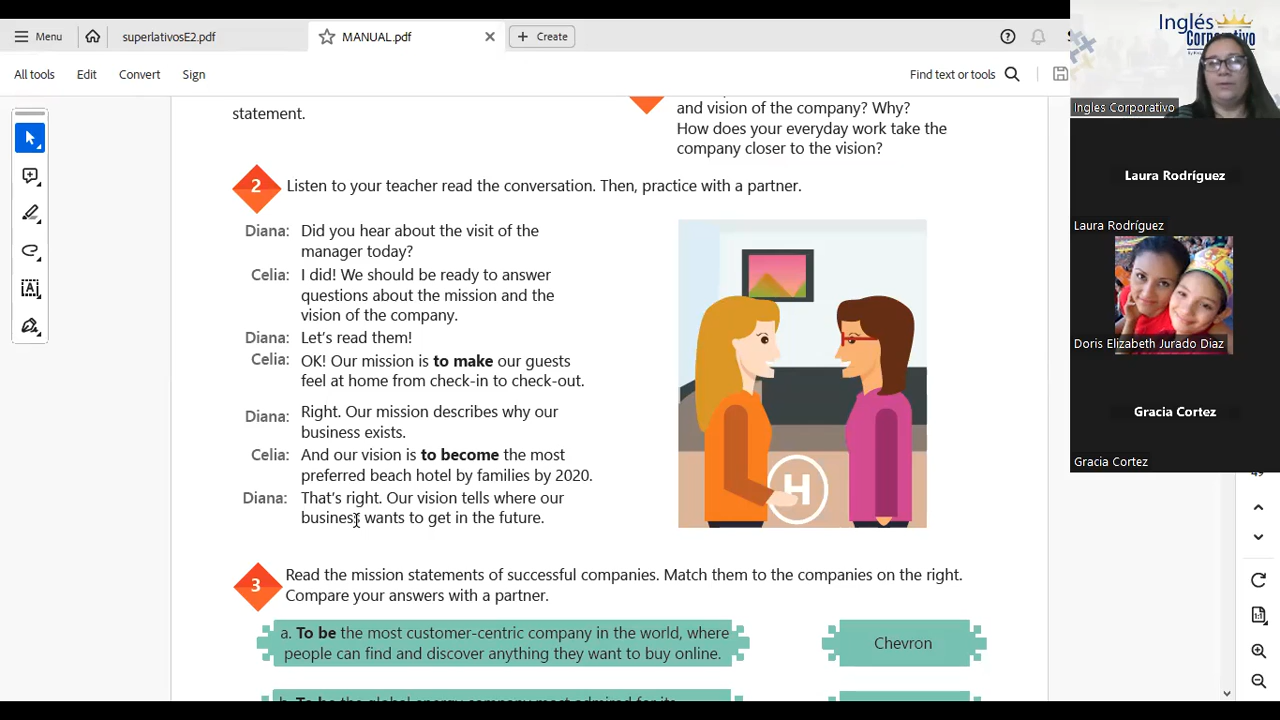 Menu
superlativosE2.pdf
MANUAL.pdf
Create
All tools
Edit
Convert
Sign
Find text or tools
statement.
and vision of the company? Why?
How does your everyday work take the
company closer to the vision?
2
Listen to your teacher read the conversation. Then, practice with a partner.
Diana: Did you hear about the visit of the
manager today?
Celia: I did! We should be ready to answer
questions about the mission and the
vision of the company.
Diana: Let's read them!
Celia: OK! Our mission is to make our guests
feel at home from check-in to check-out.
Diana: Right. Our mission describes why our
business exists.
Celia: And our vision is to become the most
preferred beach hotel by families by 2020.
Diana: That's right. Our vision tells where our
business wants to get in the future.
H
3
Read the mission statements of successful companies. Match them to the companies on the right.
Compare your answers with a partner.
a. To be the most customer-centric company in the world, where
people can find and discover anything they want to buy online.
Chevron
Inglés
Corporativo
Ingles Corporativo
Laura Rodríguez
Laura Rodríguez
Doris Elizabeth Jurado Diaz
Gracia Cortez
Gracia Cortez